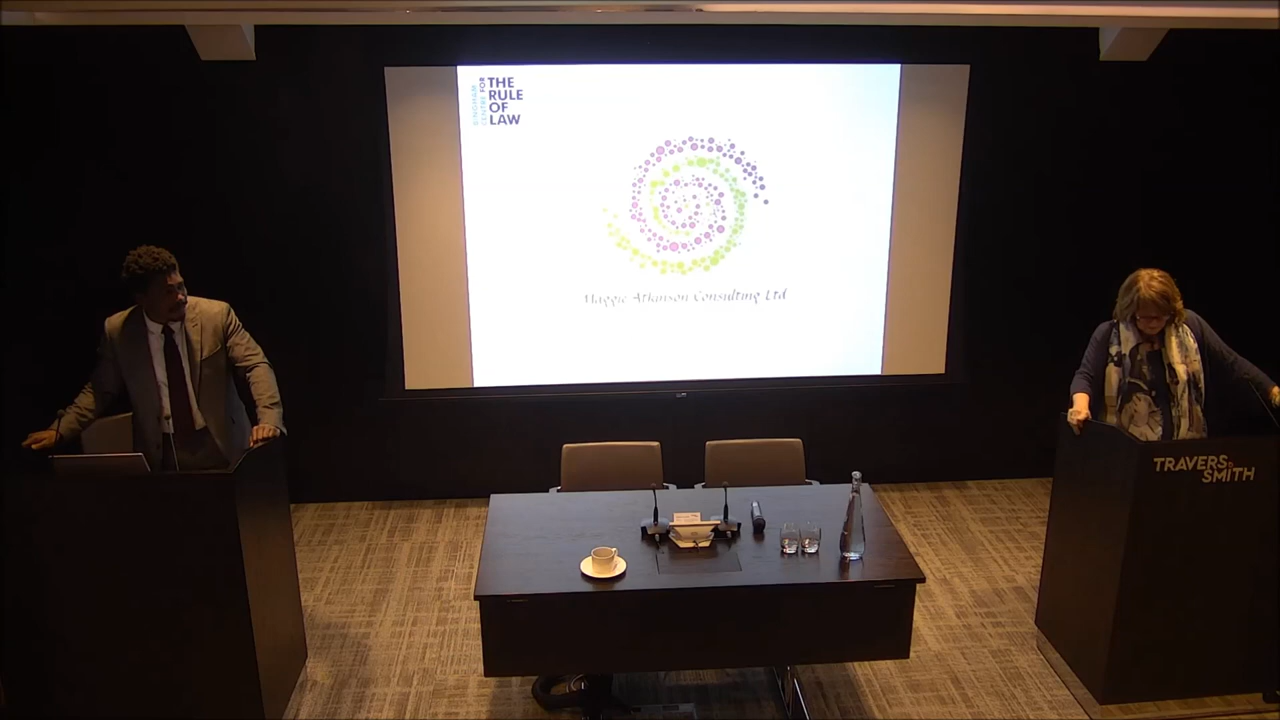 BINGHAM
CENTRE FOR
THE
RULE
OF
LAW
Maggie Atkinson Consulting Ltd
TRAVERS
SMITH